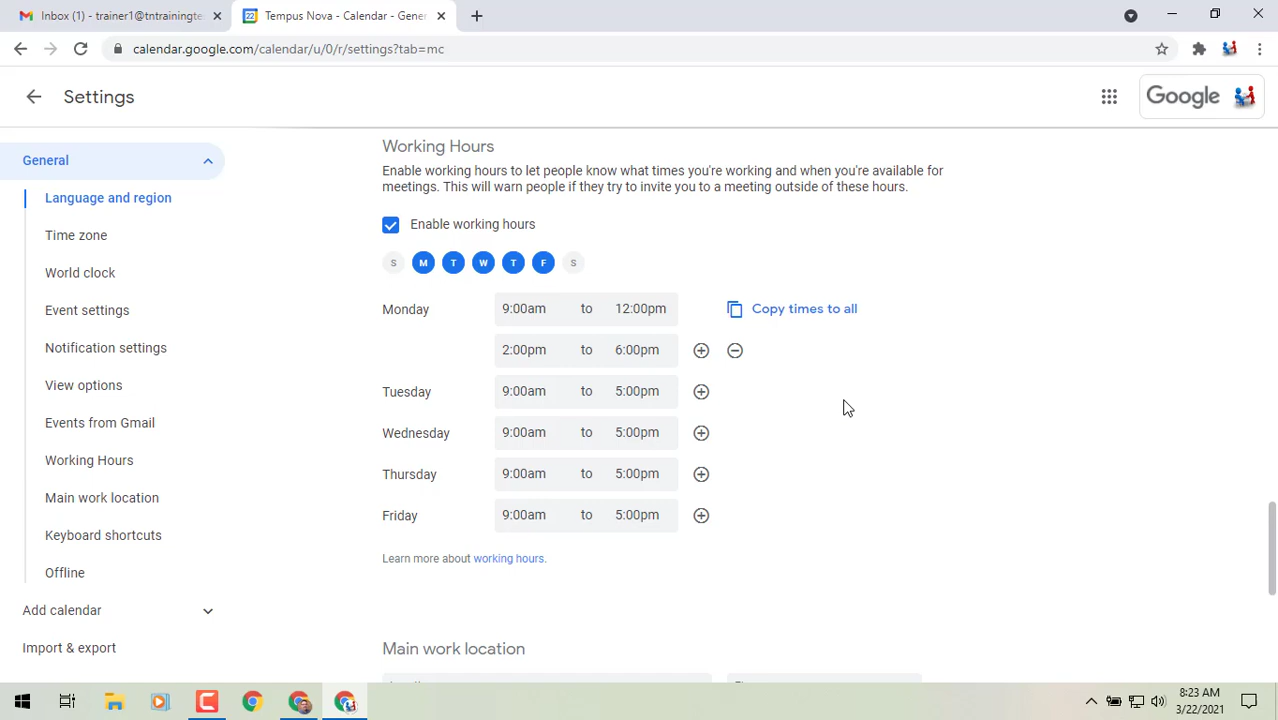 Inbox (1) - trainer1@tntrainingte
Tempus Nova - Calendar - Gener
calendar.google.com/calendar/u/0/r/settings?tab=mc
Settings
Google
General
Language and region
Time zone
World clock
Event settings
Notification settings
View options
Events from Gmail
Working Hours
Main work location
Keyboard shortcuts
Offline
Add calendar
Import & export
Working Hours
Enable working hours to let people know what times you're working and when you're available for
meetings. This will warn people if they try to invite you to a meeting outside of these hours.
Enable working hours
S M T W T F S
Monday 9:00am to 12:00pm Copy times to all
2:00pm to 6:00pm
Tuesday 9:00am to 5:00pm
Wednesday 9:00am to 5:00pm
Thursday 9:00am to 5:00pm
Friday 9:00am to 5:00pm
Learn more about working hours.
Main work location
8:23 AM
3/22/2021